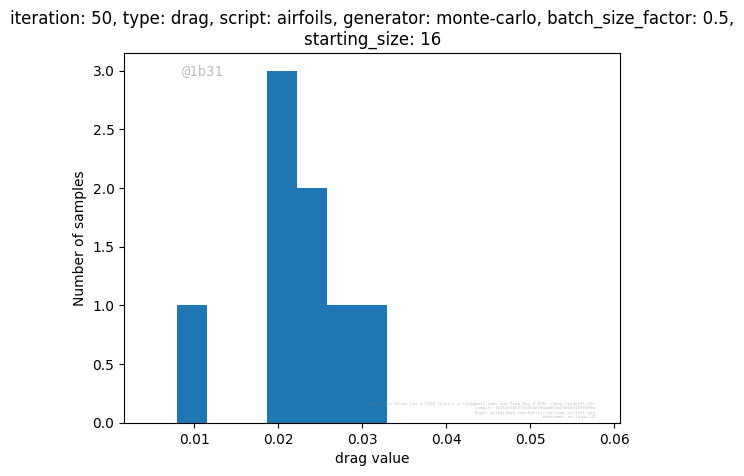 iteration: 50, type: drag, script: airfoils, generator: monte-carlo, batch_size_factor: 0.5,
starting_size: 16
@1b31
3.0
2.5
2.0
1.5
1.0
0.5
0.0
Number of samples
0.01
0.02
0.03
0.04
0.05
0.06
drag value